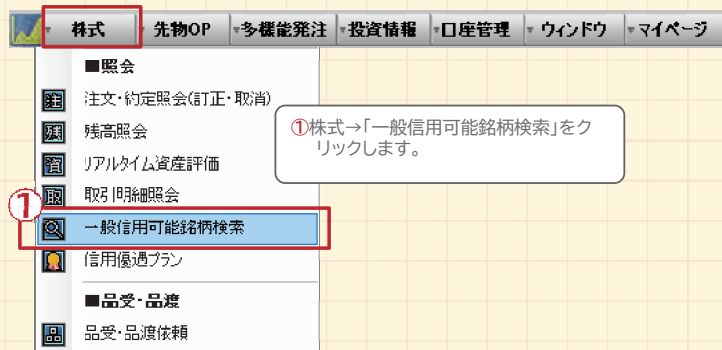 株式 先物OP 多機能発注 投資情報 口座管理 ウィンドウ マイページ
■照会
注 注文・約定照会(訂正・取消)
残 残高照会
資 リアルタイム資産評価
取 取引明細照会
① 一般信用可能銘柄検索
信用優遇プラン
■品受・品渡
品 品受・品渡依頼
①株式→「一般信用可能銘柄検索」をク
リックします。